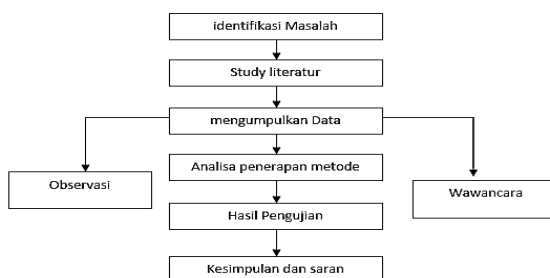 identifikasi Masalah
Study literatur
mengumpulkan Data
Analisa penerapan metode
Observasi
Wawancara
Hasil Pengujian
Kesimpulan dan saran